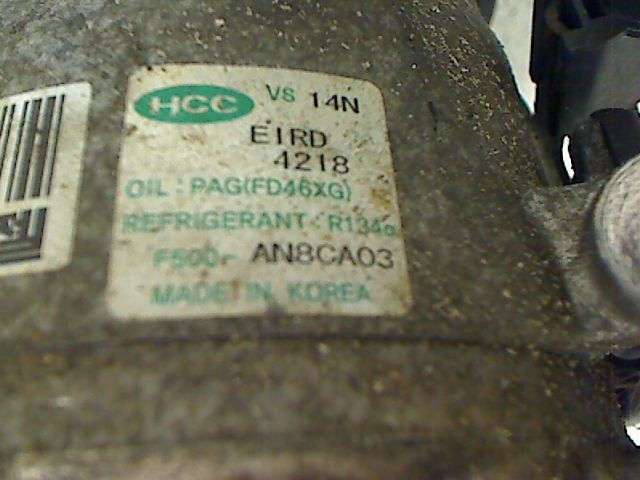 HCC VS 14N
EIRD
4218
OIL : PAG(FD46XG)
REFRIGERANT : R134a
F500- AN8CA03
MADE IN KOREA